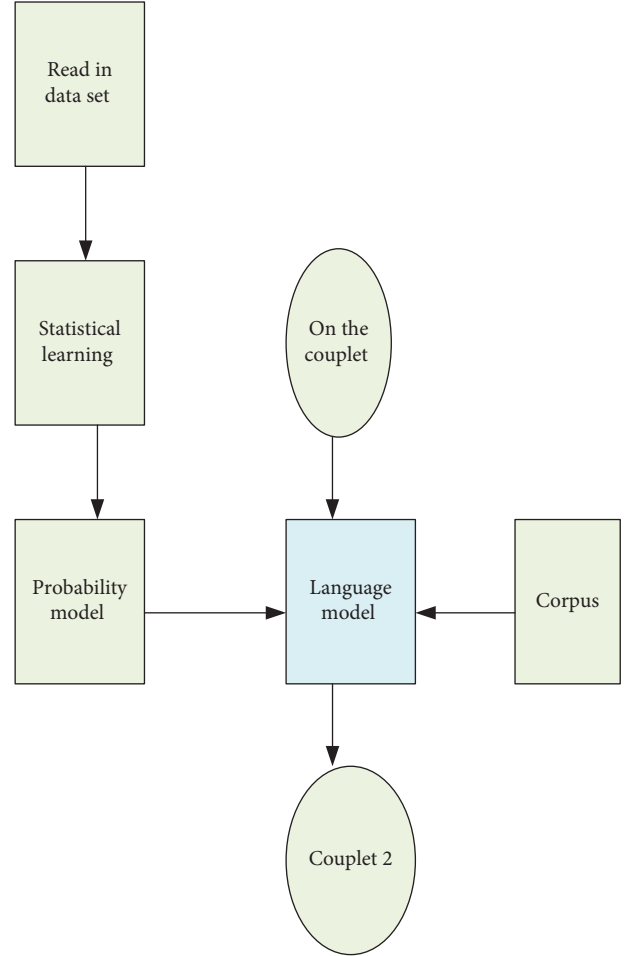 Read in
data set
Statistical
learning
On the
couplet
Probability
model
Language
model
Corpus
Couplet 2